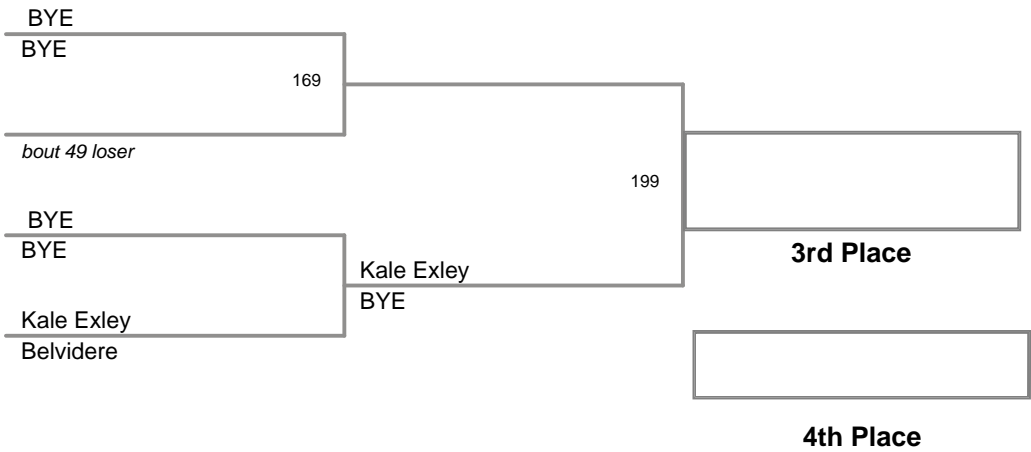 BYE
BYE
169
bout 49 loser
199
BYE
BYE
3rd Place
Kale Exley
BYE
Kale Exley
Belvidere
4th Place